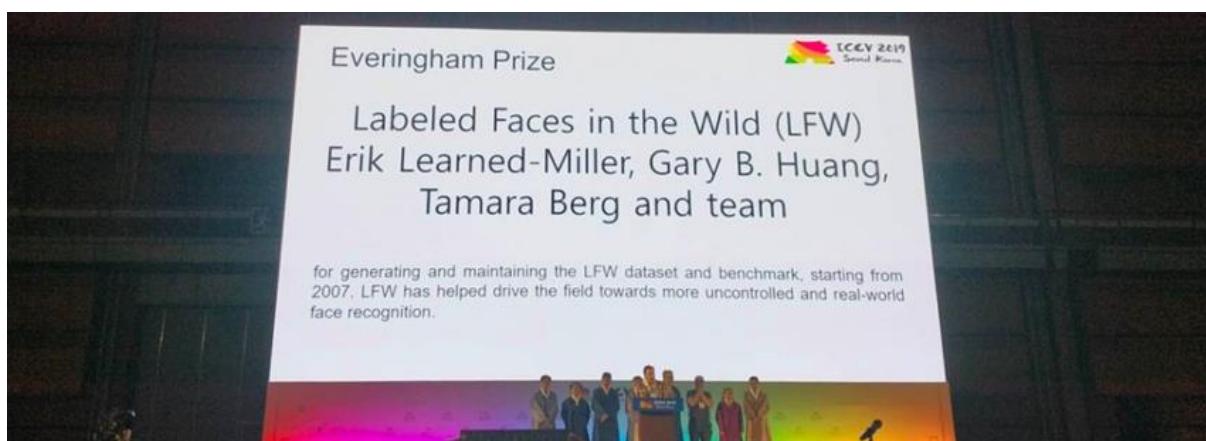 Everingham Prize
ICCV 2019
Seoul Korea
Labeled Faces in the Wild (LFW)
Erik Learned-Miller, Gary B. Huang,
Tamara Berg and team
for generating and maintaining the LFW dataset and benchmark, starting from
2007. LFW has helped drive the field towards more uncontrolled and real-world
face recognition.
ICCV 2019